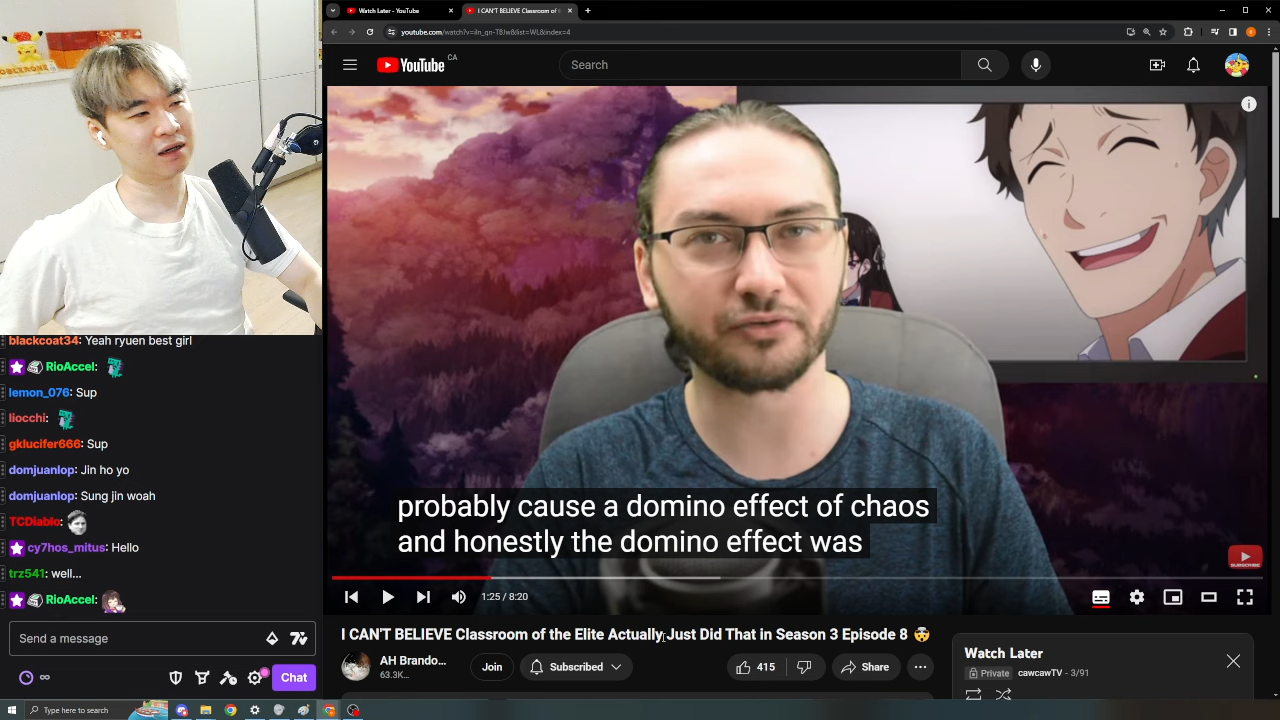 Watch Later - YouTube
I CAN'T BELIEVE Classroom of t
youtube.com/watch?v=iln_qn-TBJw&list=WL&index=4
YouTube CA
Search
blackcoat34: Yeah ryuen best girl
RioAccel:
lemon_076: Sup
liocchi:
gklucifer666: Sup
domjuanlop: Jin ho yo
domjuanlop: Sung jin woah
TCDiablo:
cy7hos_mitus: Hello
trz541: well...
RioAccel:
Send a message
Chat
probably cause a domino effect of chaos
and honestly the domino effect was
SUBSCRIBE
1:25 / 8:20
I CAN'T BELIEVE Classroom of the Elite Actually Just Did That in Season 3 Episode 8
AH Brando...
63.3K...
Join
Subscribed
415
Share
Watch Later
Private cawcawTV - 3/91
Type here to search